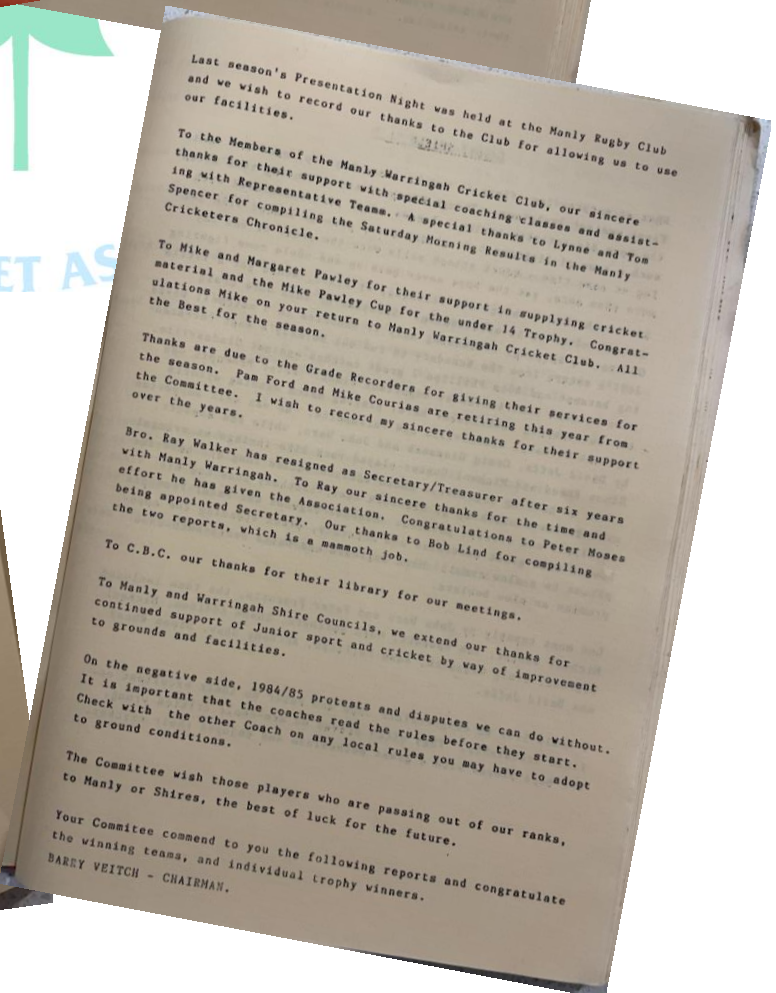 ET AS
Last season's Presentation Night was held at the Manly Rugby Club
and we wish to record our thanks to the Club for allowing us to use
our facilities.
To the Members of the Manly Warringah Cricket Club, our sincere
thanks for their support with special coaching classes and assist-
ing with Representative Teams. A special thanks to Lynne and Tom
Spencer for compiling the Saturday Morning Results in the Manly
Cricketers Chronicle.
To Mike and Margaret Pawley for their support in supplying cricket
material and the Mike Pawley Cup for the under 14 Trophy. Congrat-
ulations Mike on your return to Manly Warringah Cricket Club. All
the Best for the season.
Thanks are due to the Grade Recorders for giving their services for
the season. Pam Ford and Mike Courias are retiring this year from
the Committee. I wish to record my sincere thanks for their support
over the years.
Bro. Ray Walker has resigned as Secretary/Treasurer after six years
with Manly Warringah. To Ray our sincere thanks for the time and
effort he has given the Association. Congratulations to Peter Moses
being appointed Secretary. Our thanks to Bob Lind for compiling
the two reports, which is a mammoth job.
To C.B.C. our thanks for their library for our meetings.
To Manly and Warringah Shire Councils, we extend our thanks for
continued support of Junior sport and cricket by way of improvement
to grounds and facilities.
On the negative side, 1984/85 protests and disputes we can do without.
It is important that the coaches read the rules before they start.
Check with the other Coach on any local rules you may have to adopt
to ground conditions.
The Committee wish those players who are passing out of our ranks,
to Manly or Shires, the best of luck for the future.
Your Commitee commend to you the following reports and congratulate
the winning teams, and individual trophy winners.
BARRY VEITCH - CHAIRMAN.